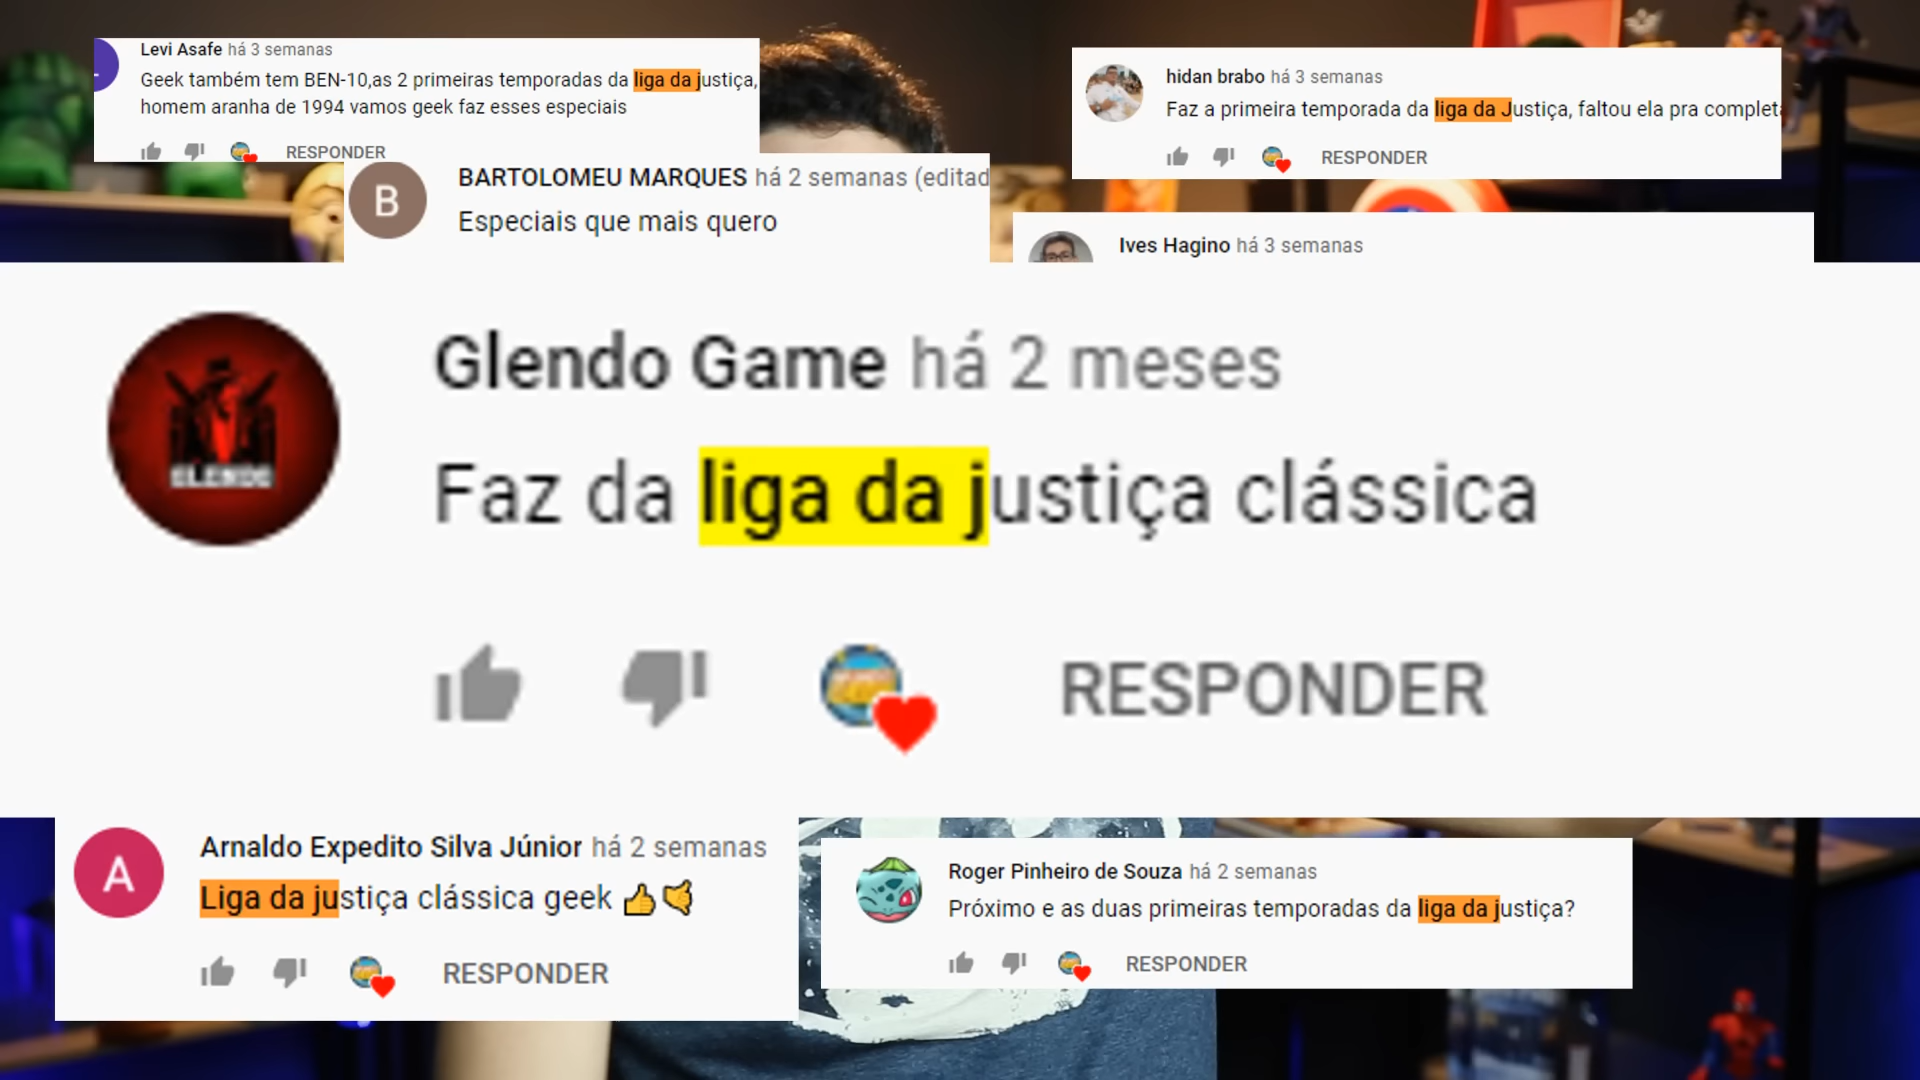 Levi Asafe há 3 semanas
Geek também tem BEN-10,as 2 primeiras temporadas da liga da justiça,
homem aranha de 1994 vamos geek faz esses especiais
RESPONDER
hidan brabo há 3 semanas
Faz a primeira temporada da liga da Justiça, faltou ela pra completa
RESPONDER
B
BARTOLOMEU MARQUES há 2 semanas (editad
Especiais que mais quero
Ives Hagino há 3 semanas
GLENDO
Glendo Game há 2 meses
Faz da liga da justiça clássica
RESPONDER
A
Arnaldo Expedito Silva Júnior há 2 semanas
Liga da justiça clássica geek 👍🤙
RESPONDER
Roger Pinheiro de Souza há 2 semanas
Próximo e as duas primeiras temporadas da liga da justiça?
RESPONDER